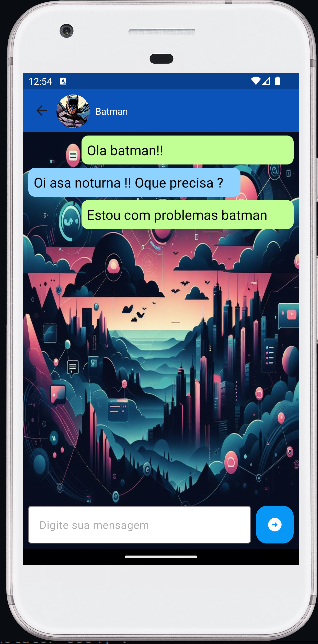 12:54
Batman
Ola batman!!
Oi asa noturna !! Oque precisa ?
Estou com problemas batman
Digite sua mensagem